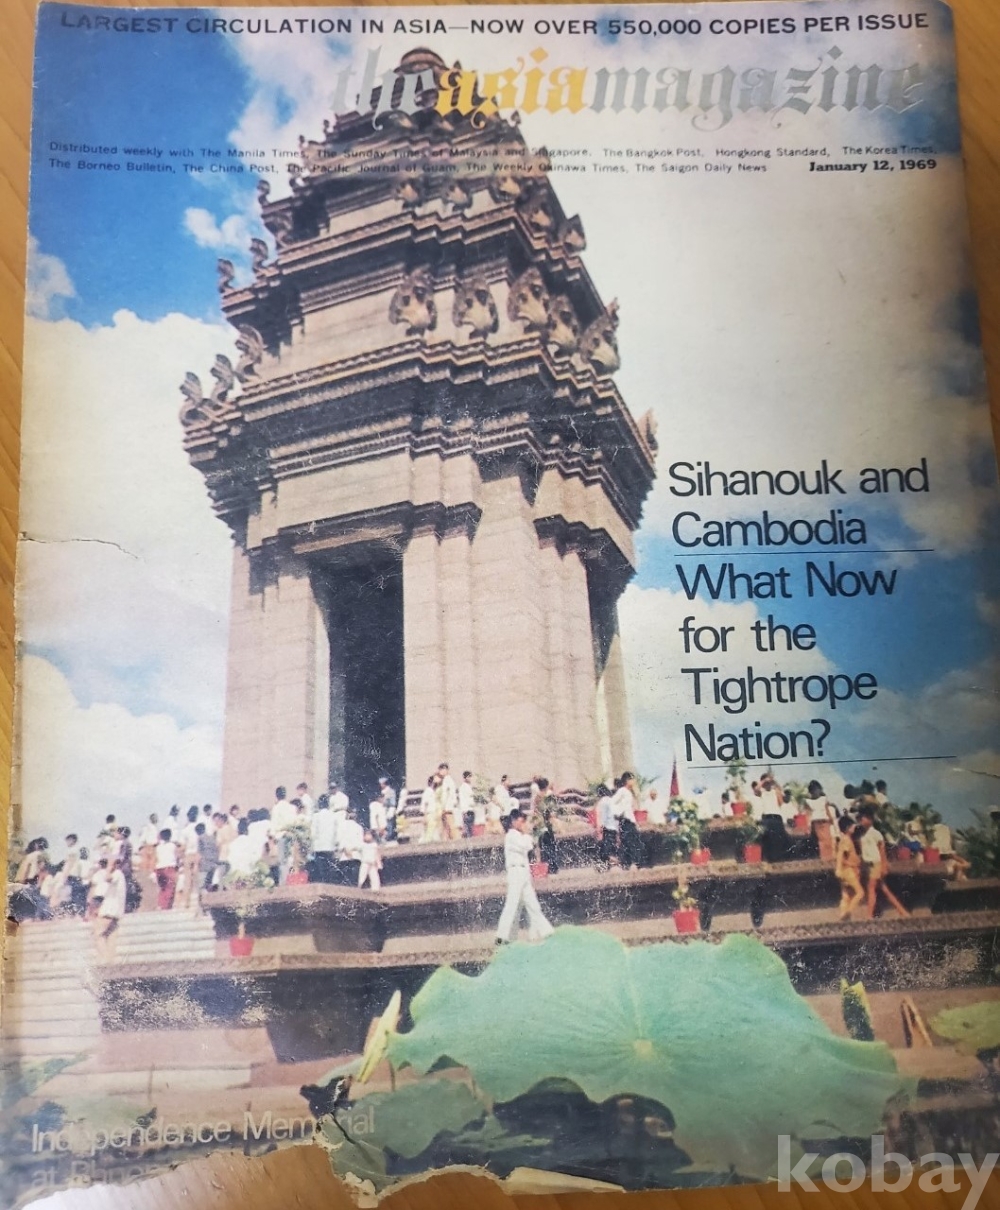 LARGEST CIRCULATION IN ASIA—NOW OVER 550,000 COPIES PER ISSUE
theasiamagazine
Distributed weekly with The Manila Times, The Sunday Times of Malaysia and Singapore, The Bangkok Post, Hongkong Standard, The Korea Times,
The Borneo Bulletin, The China Post, The Pacific Journal of Guam, The Weekly Okinawa Times, The Saigon Daily News
January 12, 1969
Sihanouk and
Cambodia
What Now
for the
Tightrope
Nation?
Independence Memorial
at
kobay